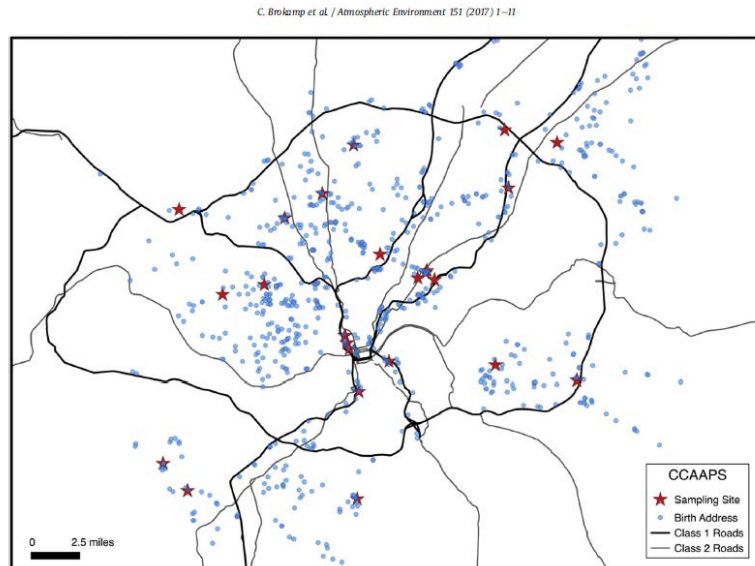 C. Brokamp et al. / Atmospheric Environment 151 (2017) 1–11
CCAAPS
Sampling Site
Birth Address
Class 1 Roads
Class 2 Roads
0 2.5 miles